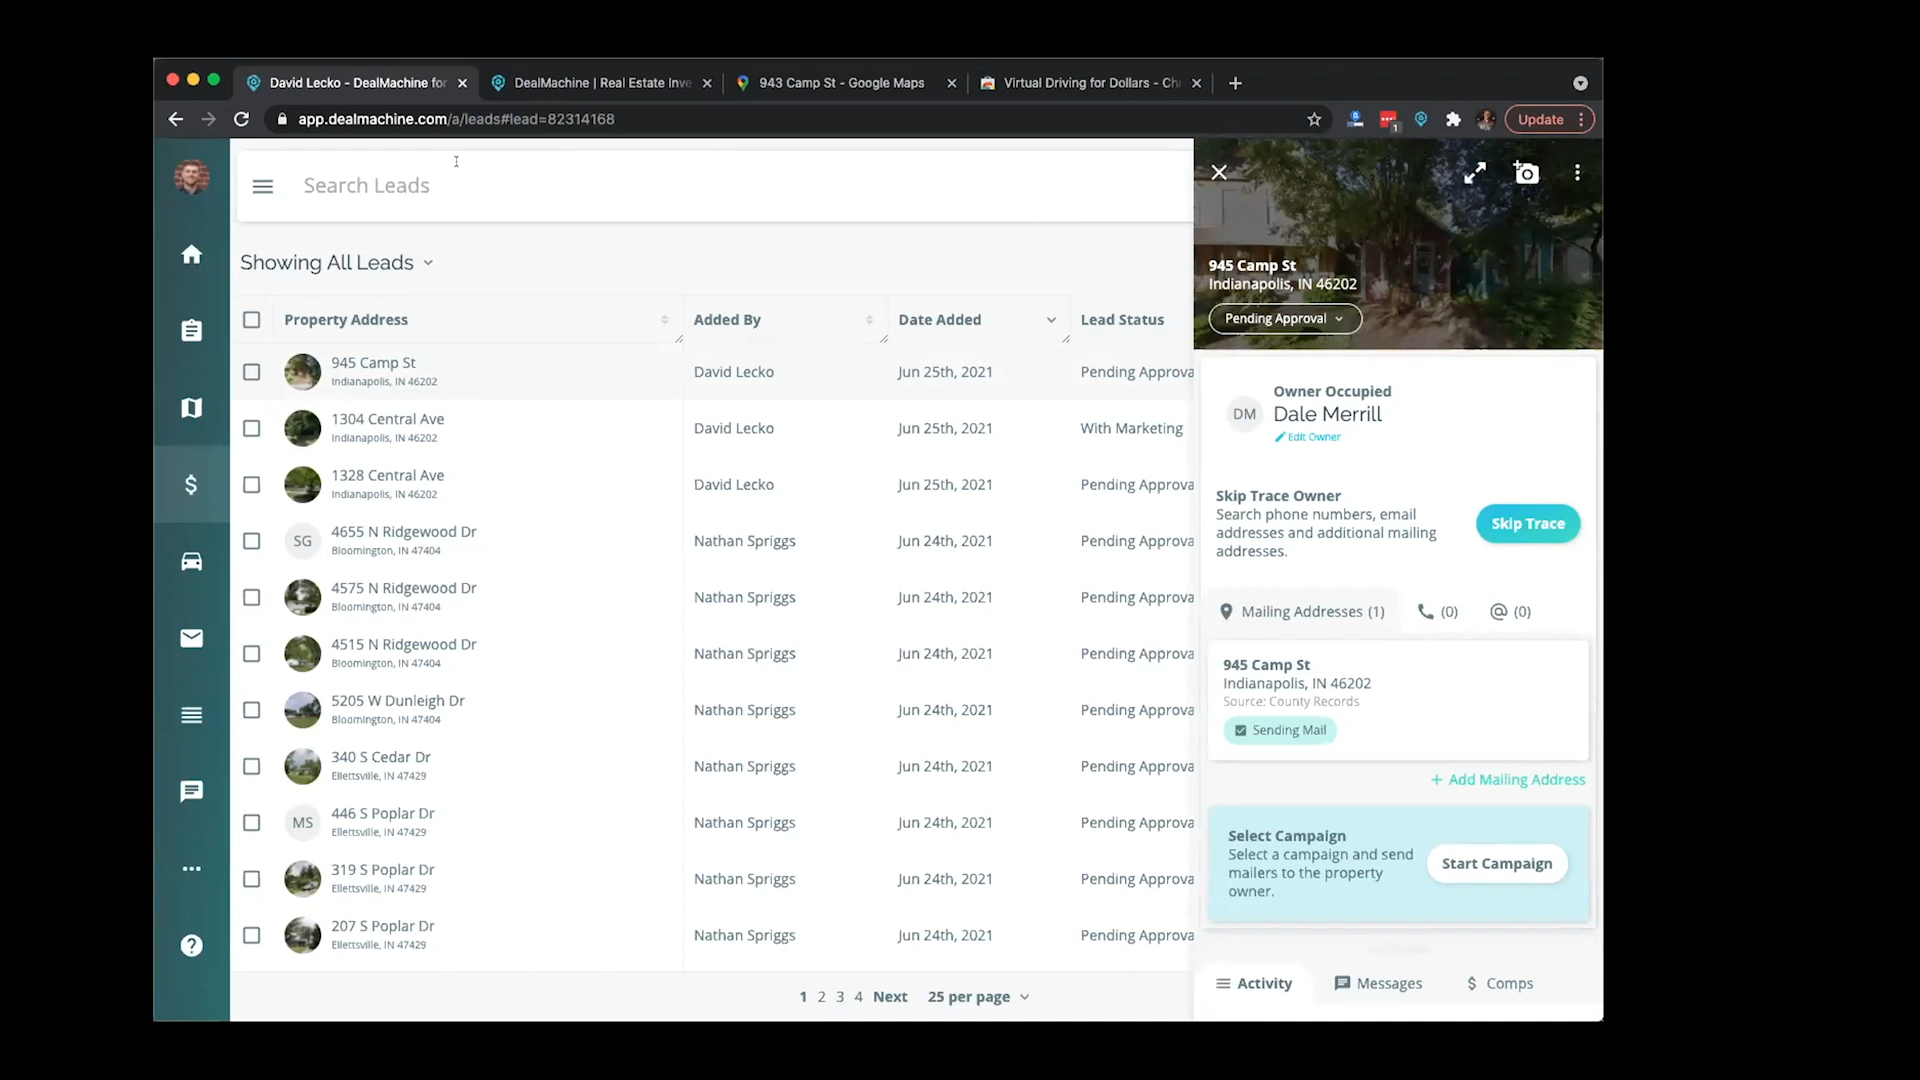 David Lecko - DealMachine for
DealMachine | Real Estate Inve
943 Camp St - Google Maps
Virtual Driving for Dollars - Ch
app.dealmachine.com/a/leads#lead=82314168
1
Update
Search Leads
Showing All Leads
Property Address
Added By
Date Added
Lead Status
945 Camp St
Indianapolis, IN 46202
David Lecko
Jun 25th, 2021
Pending Approva
1304 Central Ave
Indianapolis, IN 46202
David Lecko
Jun 25th, 2021
With Marketing
1328 Central Ave
Indianapolis, IN 46202
David Lecko
Jun 25th, 2021
Pending Approva
SG
4655 N Ridgewood Dr
Bloomington, IN 47404
Nathan Spriggs
Jun 24th, 2021
Pending Approva
4575 N Ridgewood Dr
Bloomington, IN 47404
Nathan Spriggs
Jun 24th, 2021
Pending Approva
4515 N Ridgewood Dr
Bloomington, IN 47404
Nathan Spriggs
Jun 24th, 2021
Pending Approva
5205 W Dunleigh Dr
Bloomington, IN 47404
Nathan Spriggs
Jun 24th, 2021
Pending Approva
340 S Cedar Dr
Ellettsville, IN 47429
Nathan Spriggs
Jun 24th, 2021
Pending Approva
MS
446 S Poplar Dr
Ellettsville, IN 47429
Nathan Spriggs
Jun 24th, 2021
Pending Approva
319 S Poplar Dr
Ellettsville, IN 47429
Nathan Spriggs
Jun 24th, 2021
Pending Approva
207 S Poplar Dr
Ellettsville, IN 47429
Nathan Spriggs
Jun 24th, 2021
Pending Approva
1 2 3 4 Next 25 per page
945 Camp St
Indianapolis, IN 46202
Pending Approval
DM
Owner Occupied
Dale Merrill
Edit Owner
Skip Trace Owner
Search phone numbers, email
addresses and additional mailing
addresses.
Skip Trace
Mailing Addresses (1)
(0)
(0)
945 Camp St
Indianapolis, IN 46202
Source: County Records
Sending Mail
+ Add Mailing Address
Select Campaign
Select a campaign and send
mailers to the property
owner.
Start Campaign
Activity
Messages
$ Comps